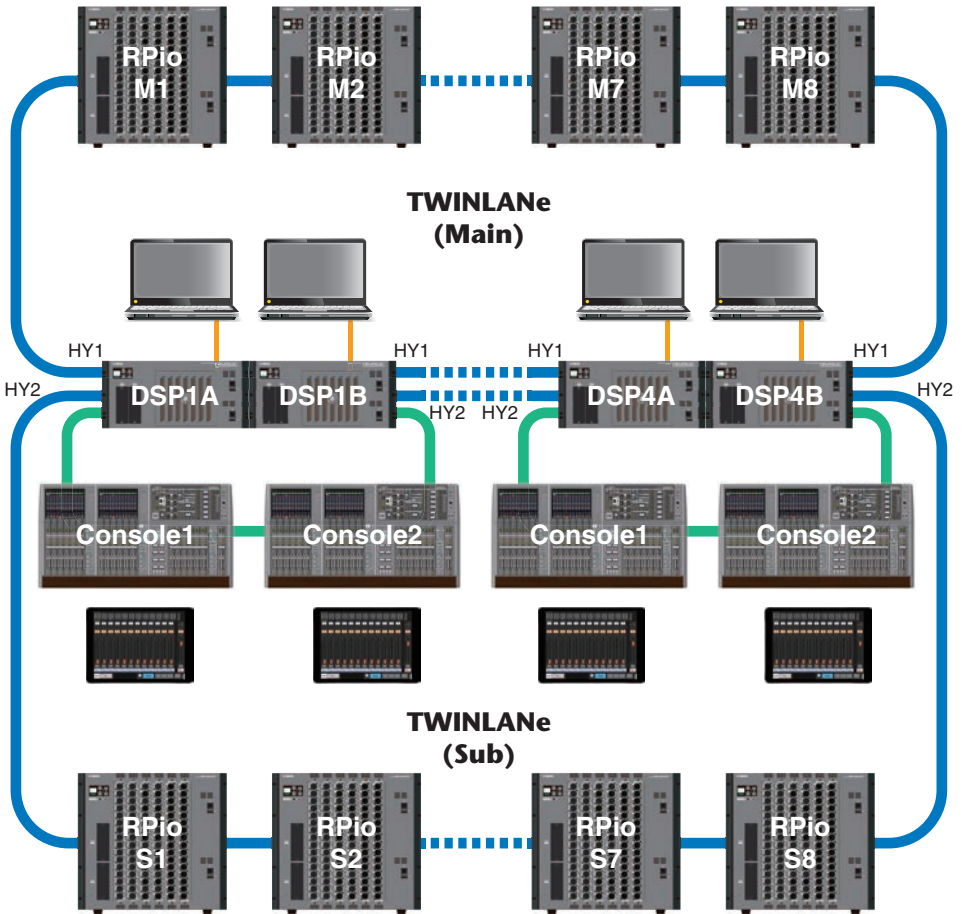 RPio RPio RPio RPio
M1 M2 M7 M8
TWINLANe
(Main)
HY1 HY1 HY1 HY1
HY2 DSP1A DSP1B DSP4A DSP4B HY2
HY2 HY2
Console1 Console2 Console1 Console2
TWINLANe
(Sub)
RPio RPio RPio RPio
S1 S2 S7 S8